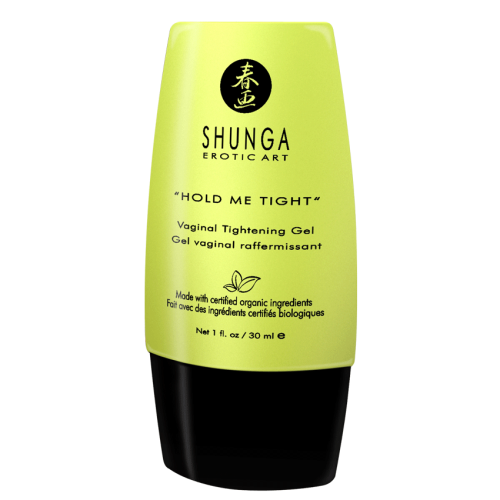 春画
SHUNGA
EROTIC ART
"HOLD ME TIGHT"
Vaginal Tightening Gel
Gel vaginal raffermissant
Made with certified organic ingredients
Fait avec des ingrédients certifiés biologiques
Net 1 fl. oz / 30 ml e